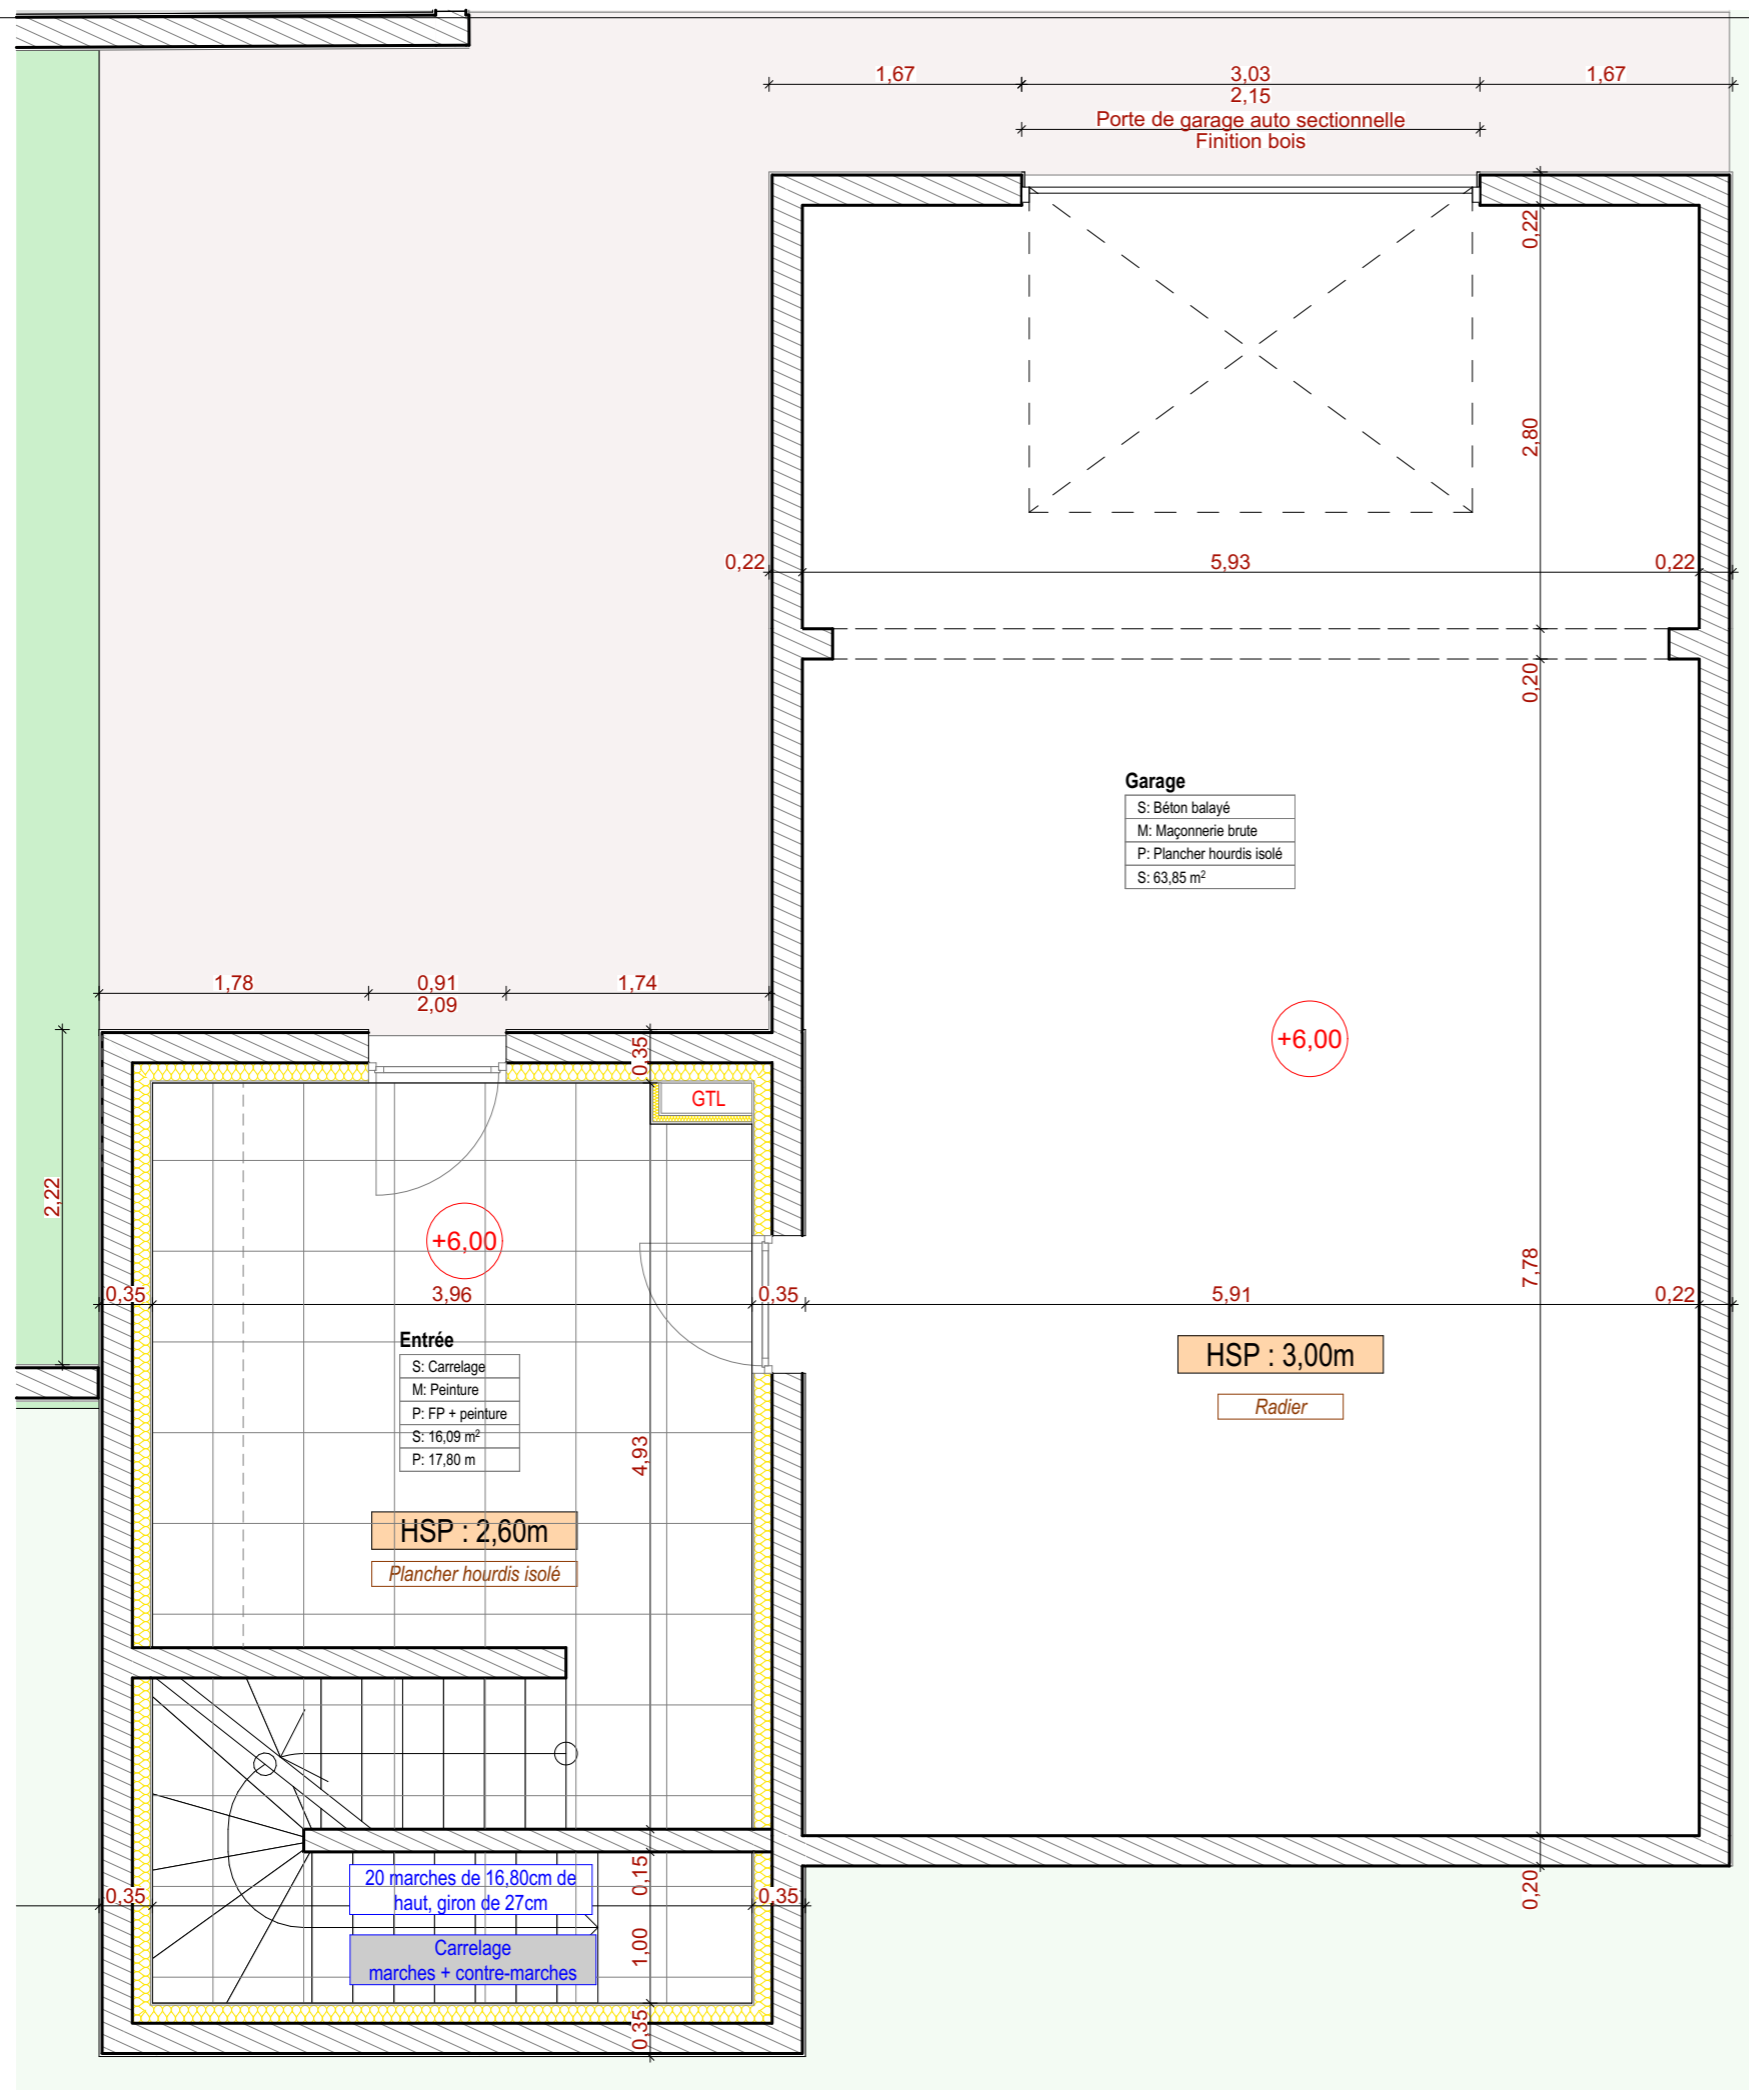 1,67
3,03
1,67
2,15
Porte de garage auto sectionnelle
Finition bois
0,22
2,80
0,22
5,93
0,22
0,20
Garage
S: Béton balayé
M: Maçonnerie brute
P: Plancher hourdis isolé
S: 63,85 m²
1,78
0,91
1,74
2,09
0,35
+6,00
GTL
2,22
+6,00
7,78
0,35
3,96
0,35
5,91
0,22
Entrée
S: Carrelage
M: Peinture
P: FP + peinture
S: 16,09 m²
P: 17,80 m
HSP : 3,00m
Radier
4,93
HSP : 2,60m
Plancher hourdis isolé
20 marches de 16,80cm de
haut, giron de 27cm
0,15
0,35
0,35
0,20
Carrelage
marches + contre-marches
1,00
0,35